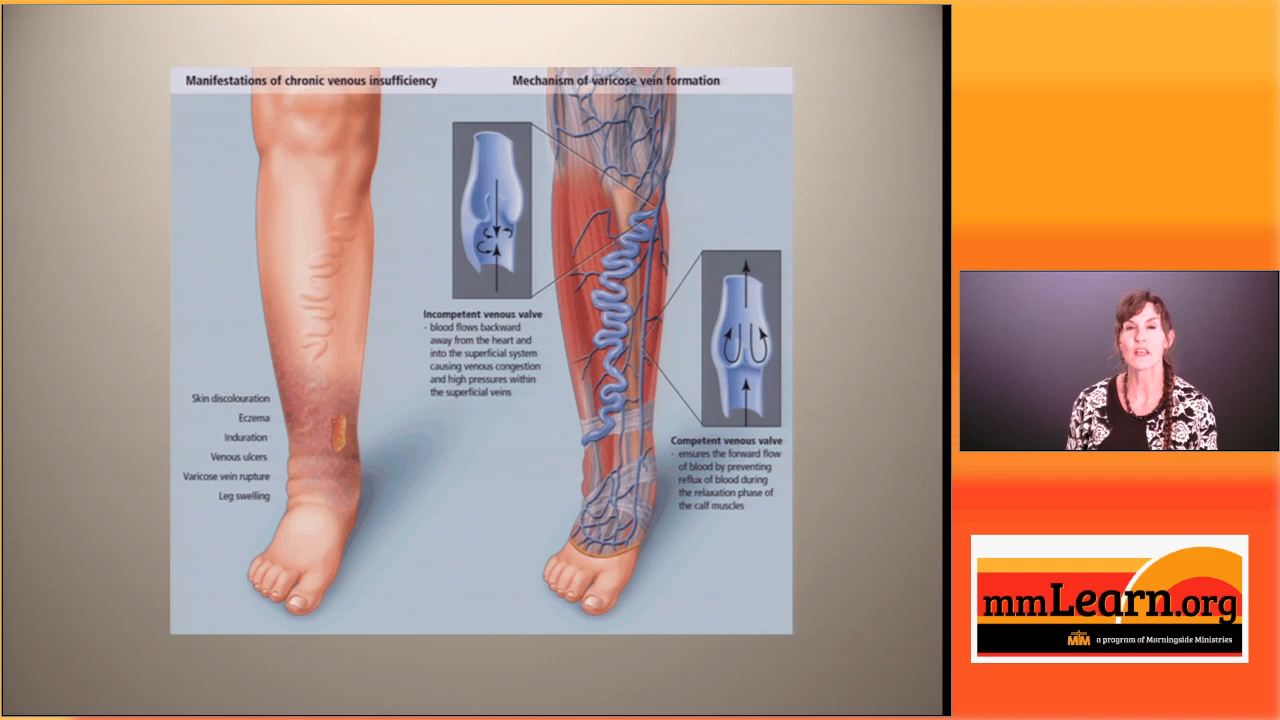 Manifestations of chronic venous insufficiency
Mechanism of varicose vein formation
Incompetent venous valve
- blood flows backward
away from the heart and
into the superficial system
causing venous congestion
and high pressures within
the superficial veins
Skin discolouration
Eczema
Induration
Venous ulcers
Varicose vein rupture
Leg swelling
Competent venous valve
- ensures the forward flow
of blood by preventing
reflux of blood during
the relaxation phase of
the calf muscles
mmLearn.org
MM a program of Morningside Ministries